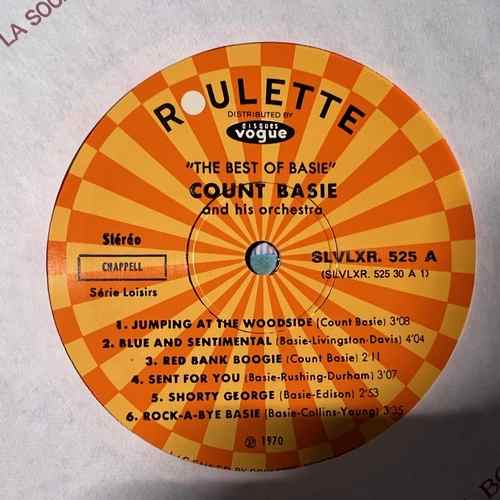 LA SOU
ROULETTE
DISTRIBUTED BY
disques
vogue
"THE BEST OF BASIE"
COUNT BASIE
and his orchestra
Stéréo
SLVLXR. 525 A
CHAPPELL
(SLVLXR. 525 30 A 1)
Série Loisirs
1. JUMPING AT THE WOODSIDE (Count Basie) 3'08
2. BLUE AND SENTIMENTAL (Basie-Livingston-Davis) 4'04
3. RED BANK BOOGIE (Count Basie) 2'11
4. SENT FOR YOU (Basie-Rushing-Durham) 3'07
5. SHORTY GEORGE (Basie-Edison) 2'53
6. ROCK-A-BYE BASIE (Basie-Collins-Young) 3'35
℗ 1970